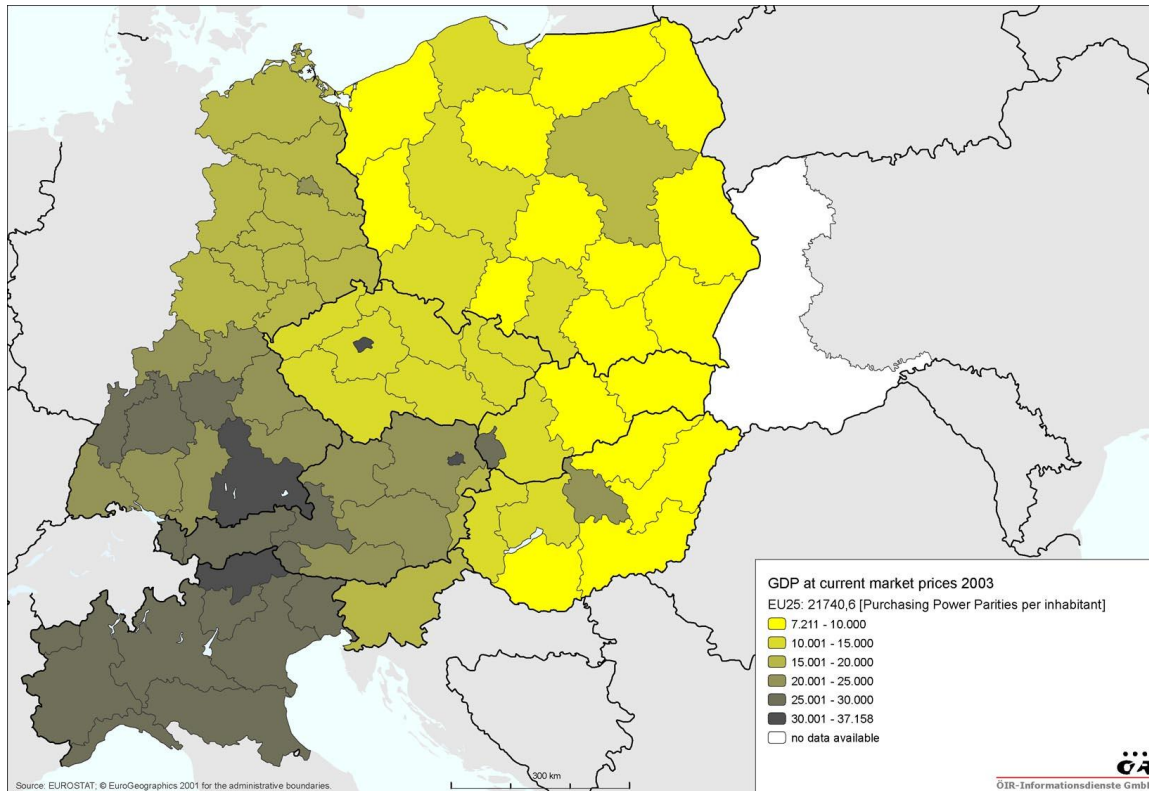 GDP at current market prices 2003
EU25: 21740,6 [Purchasing Power Parities per inhabitant]
7.211 - 10.000
10.001 - 15.000
15.001 - 20.000
20.001 - 25.000
25.001 - 30.000
30.001 - 37.158
no data available
300 km
Source: EUROSTAT; © EuroGeographics 2001 for the administrative boundaries.
ÖIR-Informationsdienste GmbH